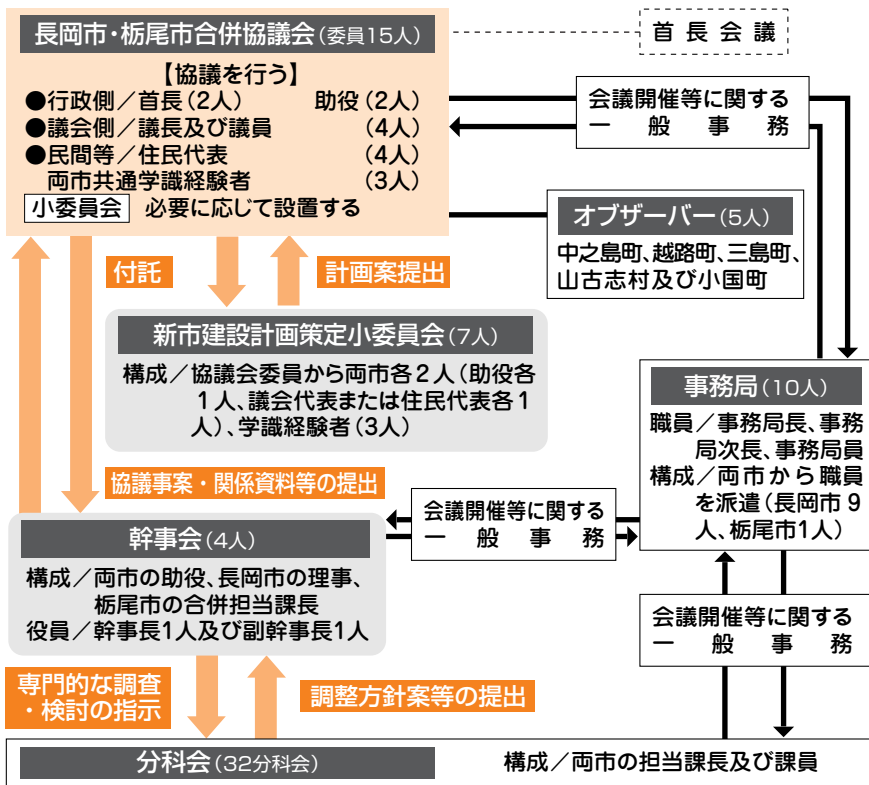 長岡市・栃尾市合併協議会(委員15人)
首長会議
【協議を行う】
●行政側／首長(2人)　助役(2人)
●議会側／議長及び議員　(4人)
●民間等／住民代表　(4人)
両市共通学識経験者　(3人)
小委員会 必要に応じて設置する
会議開催等に関する
一般事務
オブザーバー(5人)
中之島町、越路町、三島町、
山古志村及び小国町
付託
計画案提出
新市建設計画策定小委員会(7人)
構成／協議会委員から両市各2人(助役各
1人、議会代表または住民代表各1
人)、学識経験者(3人)
事務局(10人)
職員／事務局長、事務
局次長、事務局員
構成／両市から職員
を派遣(長岡市9
人、栃尾市1人)
協議事案・関係資料等の提出
会議開催等に関する
一般事務
幹事会(4人)
構成／両市の助役、長岡市の理事、
栃尾市の合併担当課長
役員／幹事長1人及び副幹事長1人
会議開催等に関する
一般事務
専門的な調査
・検討の指示
調整方針案等の提出
分科会(32分科会)
構成／両市の担当課長及び課員